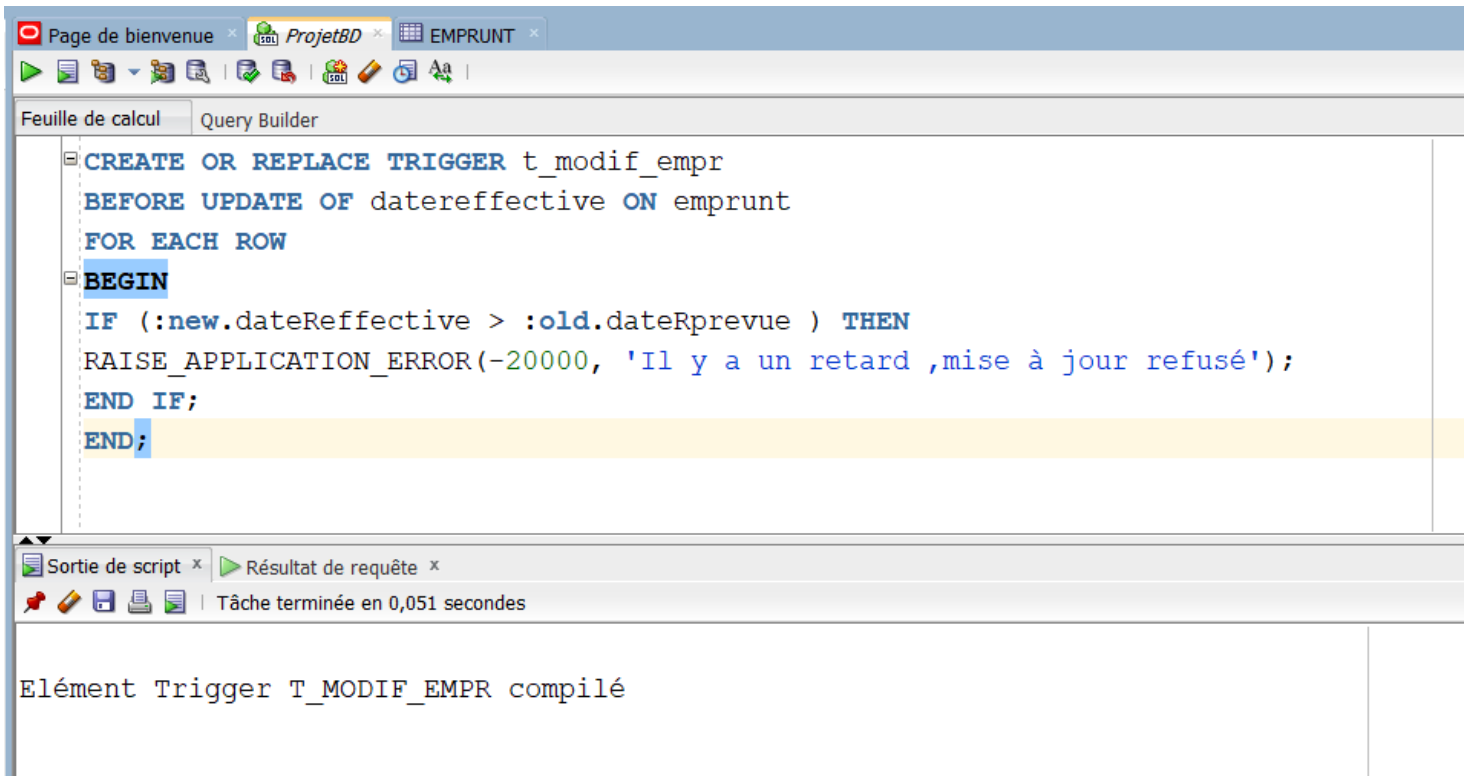 Page de bienvenue × ProjetBD × EMPRUNT ×
Feuille de calcul Query Builder
CREATE OR REPLACE TRIGGER t_modif_empr
BEFORE UPDATE OF datereffective ON emprunt
FOR EACH ROW
BEGIN
IF (:new.dateReffective > :old.dateRprevue ) THEN
RAISE_APPLICATION_ERROR(-20000, 'Il y a un retard ,mise à jour refusé');
END IF;
END;
Sortie de script x Résultat de requête x
Tâche terminée en 0,051 secondes
Elément Trigger T_MODIF_EMPR compilé